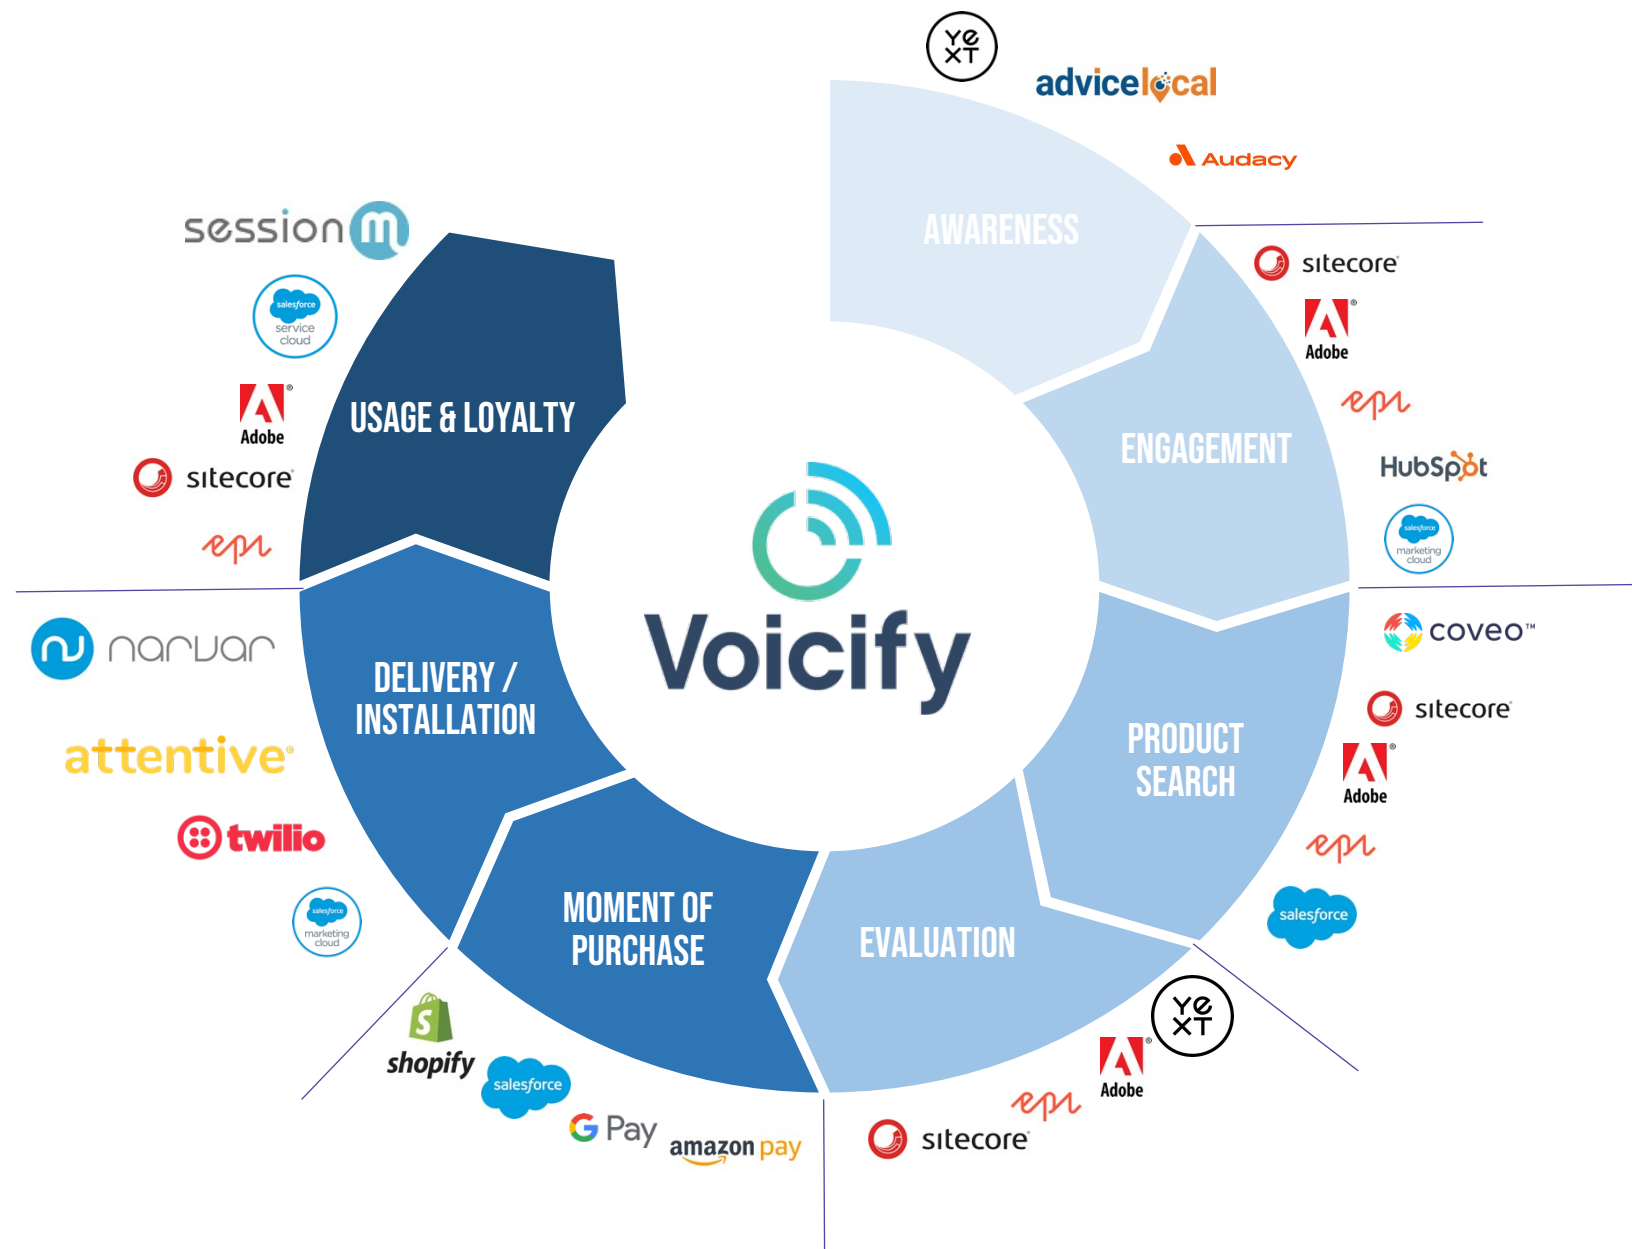 YEXT
advicelocal
Audacy
AWARENESS
sitecore
Adobe
epi
HubSpot
salesforce
marketing
cloud
ENGAGEMENT
coveo™
sitecore
Adobe
epi
salesforce
PRODUCT
SEARCH
YEXT
Adobe
epi
sitecore
EVALUATION
shopify
salesforce
G Pay
amazon pay
MOMENT OF
PURCHASE
narvar
attentive®
twilio
salesforce
marketing
cloud
DELIVERY /
INSTALLATION
session m
salesforce
service
cloud
Adobe
sitecore
epi
USAGE & LOYALTY
Voicify